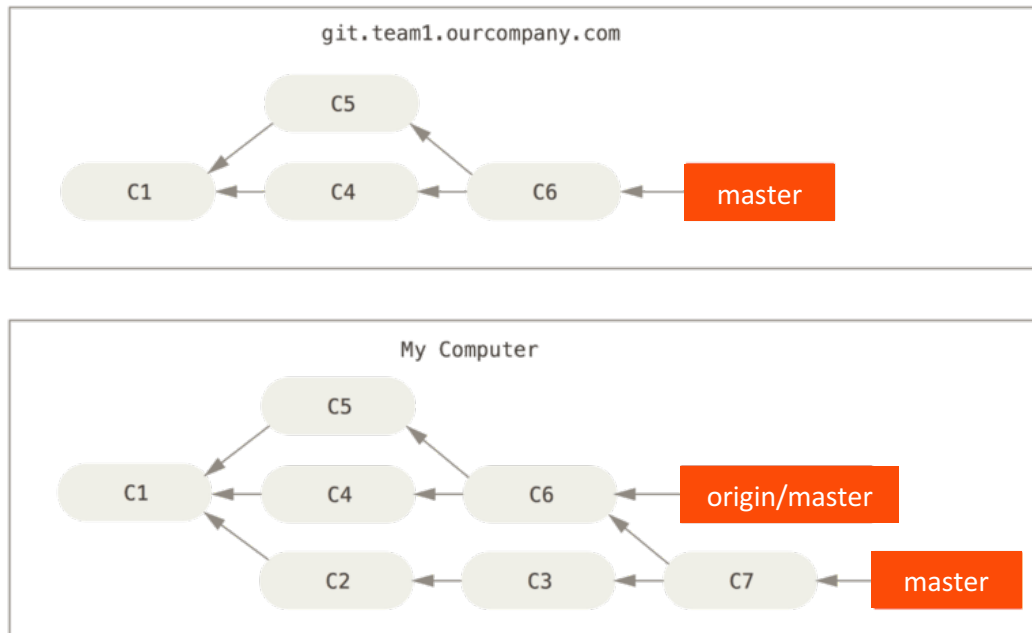 git.team1.ourcompany.com
C5
C1
C4
C6
master
My Computer
C5
C1
C4
C6
origin/master
C2
C3
C7
master